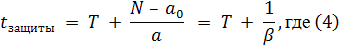 t_защиты = T + (N − a₀)/a = T + 1/β, где (4)